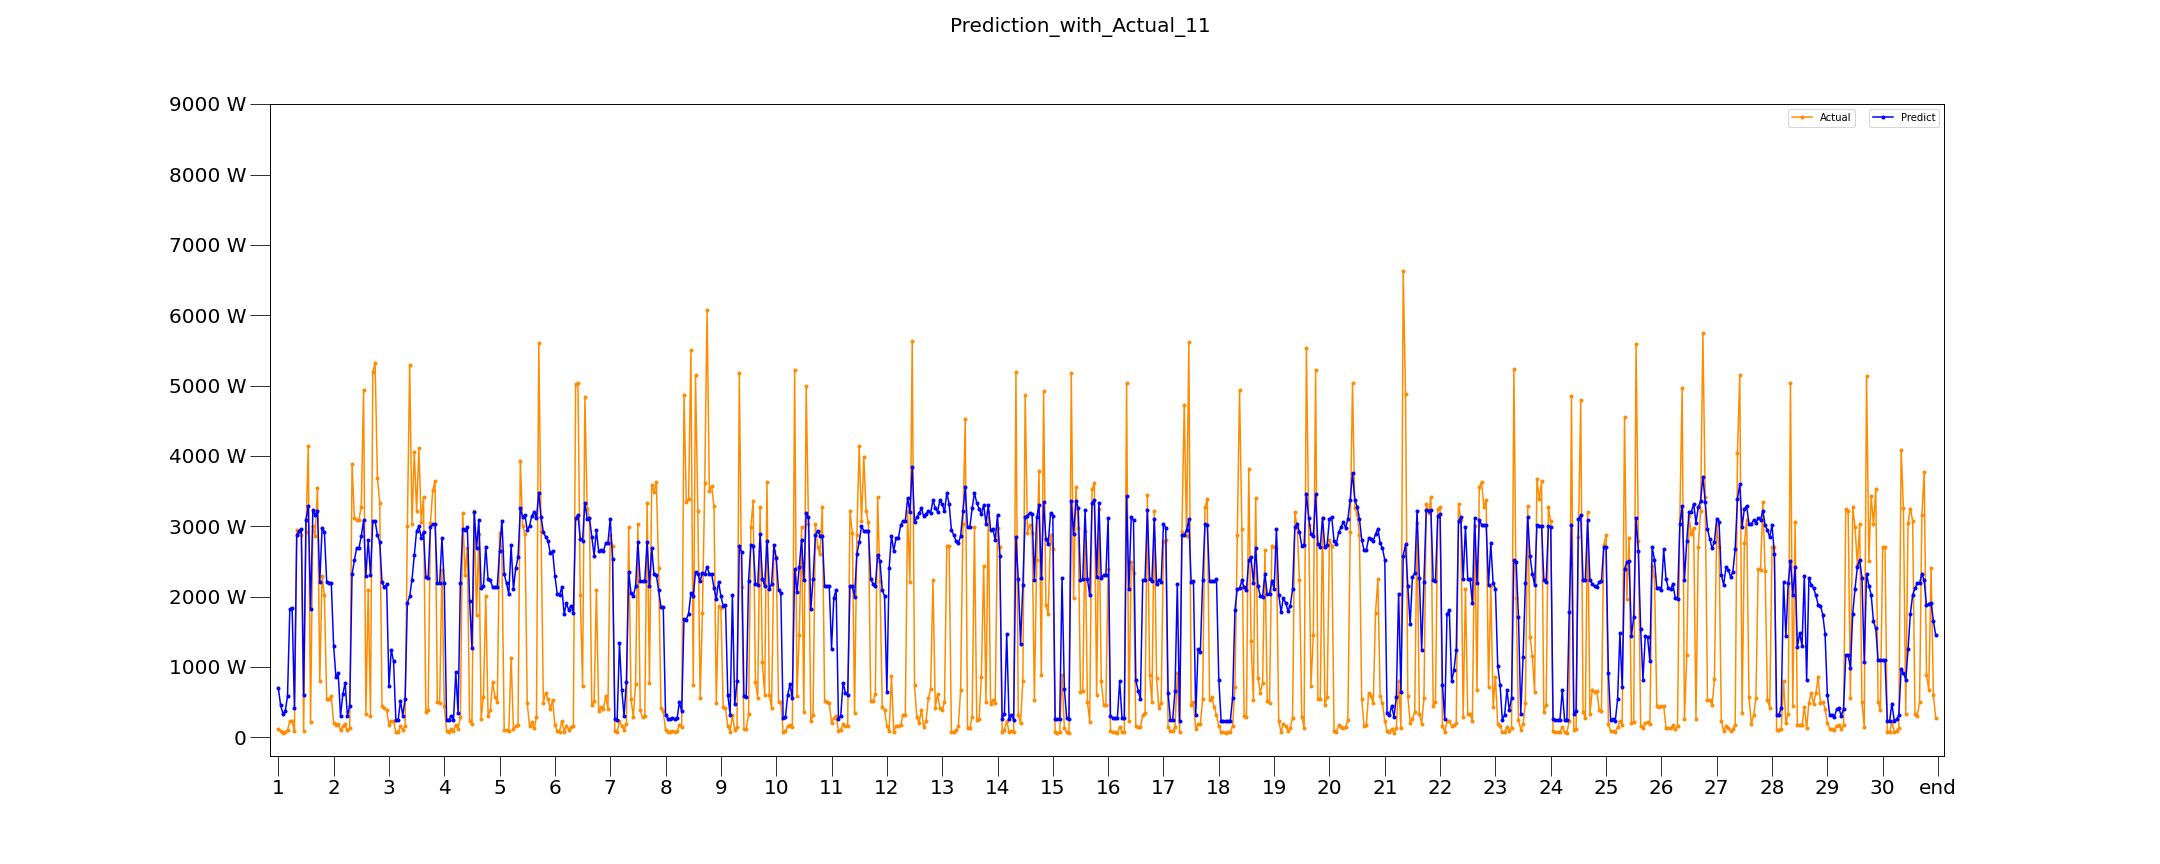 Prediction_with_Actual_11
9000 W
8000 W
7000 W
6000 W
5000 W
4000 W
3000 W
2000 W
1000 W
0
Actual Predict
1 2 3 4 5 6 7 8 9 10 11 12 13 14 15 16 17 18 19 20 21 22 23 24 25 26 27 28 29 30 end